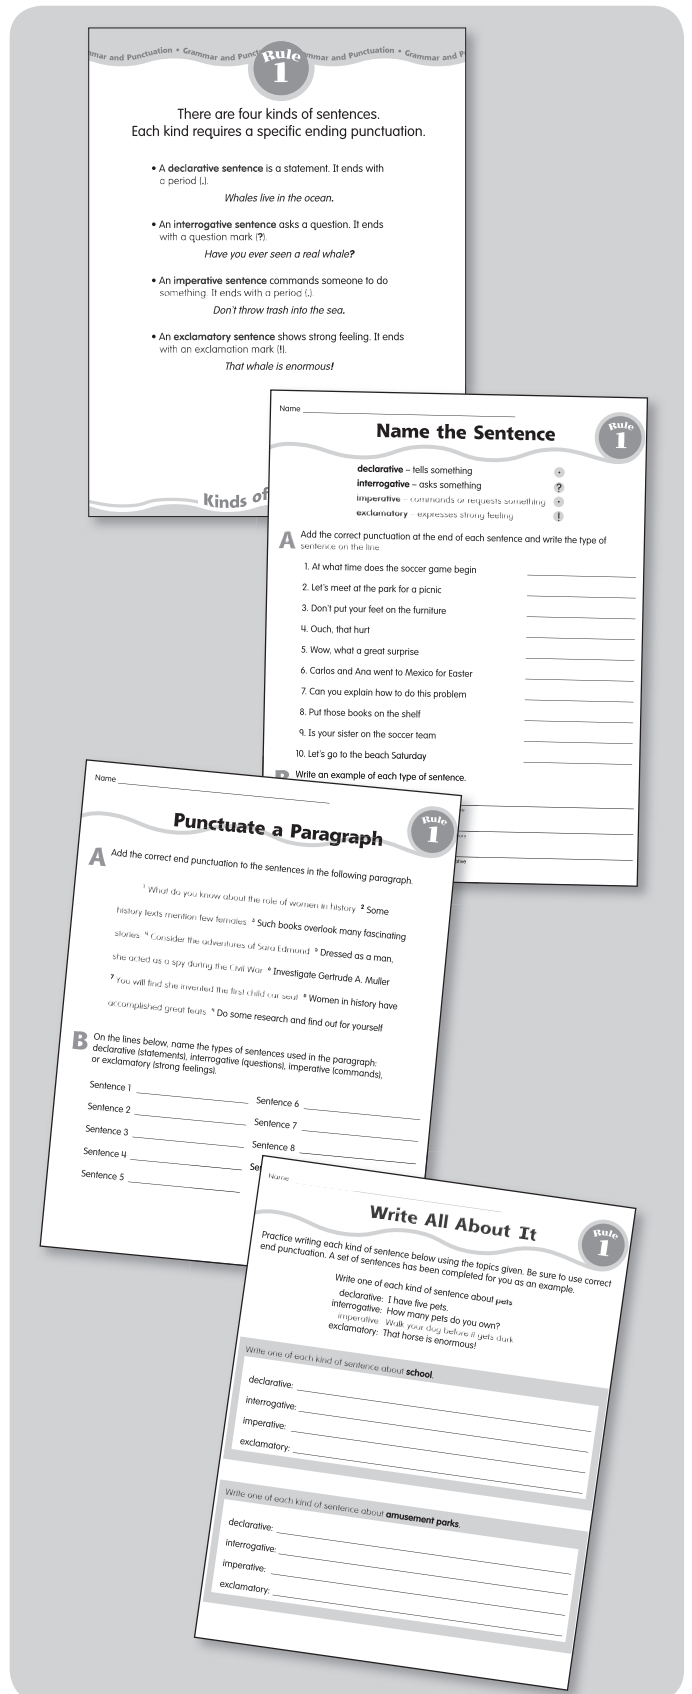 mmar and Punctuation • Grammar and Punct
mmar and Punctuation • Grammar and P
Rule
1
There are four kinds of sentences.
Each kind requires a specific ending punctuation.
• A declarative sentence is a statement. It ends with
a period (.).
Whales live in the ocean.
• An interrogative sentence asks a question. It ends
with a question mark (?).
Have you ever seen a real whale?
• An imperative sentence commands someone to do
something. It ends with a period (.).
Don't throw trash into the sea.
• An exclamatory sentence shows strong feeling. It ends
with an exclamation mark (!).
That whale is enormous!
Kinds of
Name
Rule
1
Name the Sentence
declarative – tells something .
interrogative – asks something ?
imperative – commands or requests something .
exclamatory – expresses strong feeling !
A Add the correct punctuation at the end of each sentence and write the type of
sentence on the line
1. At what time does the soccer game begin
2. Let's meet at the park for a picnic
3. Don't put your feet on the furniture
4. Ouch, that hurt
5. Wow, what a great surprise
6. Carlos and Ana went to Mexico for Easter
7. Can you explain how to do this problem
8. Put those books on the shelf
9. Is your sister on the soccer team
10. Let's go to the beach Saturday
B Write an example of each type of sentence.
Name
Rule
1
Punctuate a Paragraph
A Add the correct end punctuation to the sentences in the following paragraph.
1 What do you know about the role of women in history 2 Some
history texts mention few females 3 Such books overlook many fascinating
stories 4 Consider the adventures of Sara Edmond 5 Dressed as a man,
she acted as a spy during the Civil War 6 Investigate Gertrude A. Muller
7 You will find she invented the first child car seat 8 Women in history have
accomplished great feats 9 Do some research and find out for yourself
B On the lines below, name the types of sentences used in the paragraph:
declarative (statements), interrogative (questions), imperative (commands),
or exclamatory (strong feelings).
Sentence 1
Sentence 2
Sentence 3
Sentence 4
Sentence 5
Sentence 6
Sentence 7
Sentence 8
Sen
Name
Rule
1
Write All About It
Practice writing each kind of sentence below using the topics given. Be sure to use correct
end punctuation. A set of sentences has been completed for you as an example.
Write one of each kind of sentence about pets
declarative: I have five pets.
interrogative: How many pets do you own?
imperative: Walk your dog before it gets dark
exclamatory: That horse is enormous!
Write one of each kind of sentence about school.
declarative:
interrogative:
imperative:
exclamatory:
Write one of each kind of sentence about amusement parks.
declarative:
interrogative:
imperative:
exclamatory: